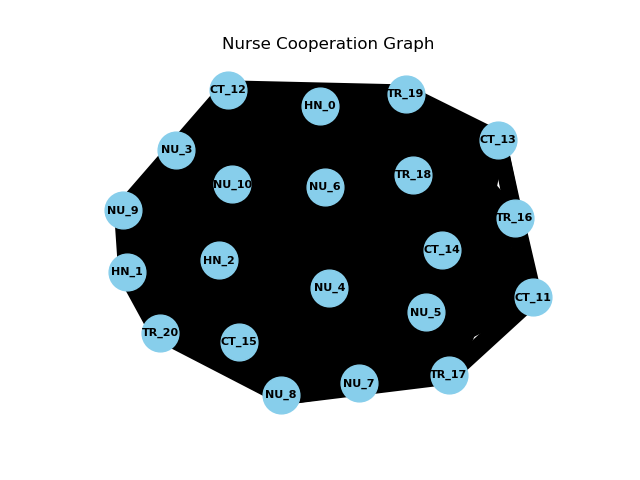 Nurse Cooperation Graph
CT_12
HN_0
TR_19
CT_13
NU_3
NU_10
NU_6
TR_18
NU_9
TR_16
HN_1
HN_2
CT_14
NU_4
CT_11
NU_5
TR_20
CT_15
NU_8
NU_7
TR_17